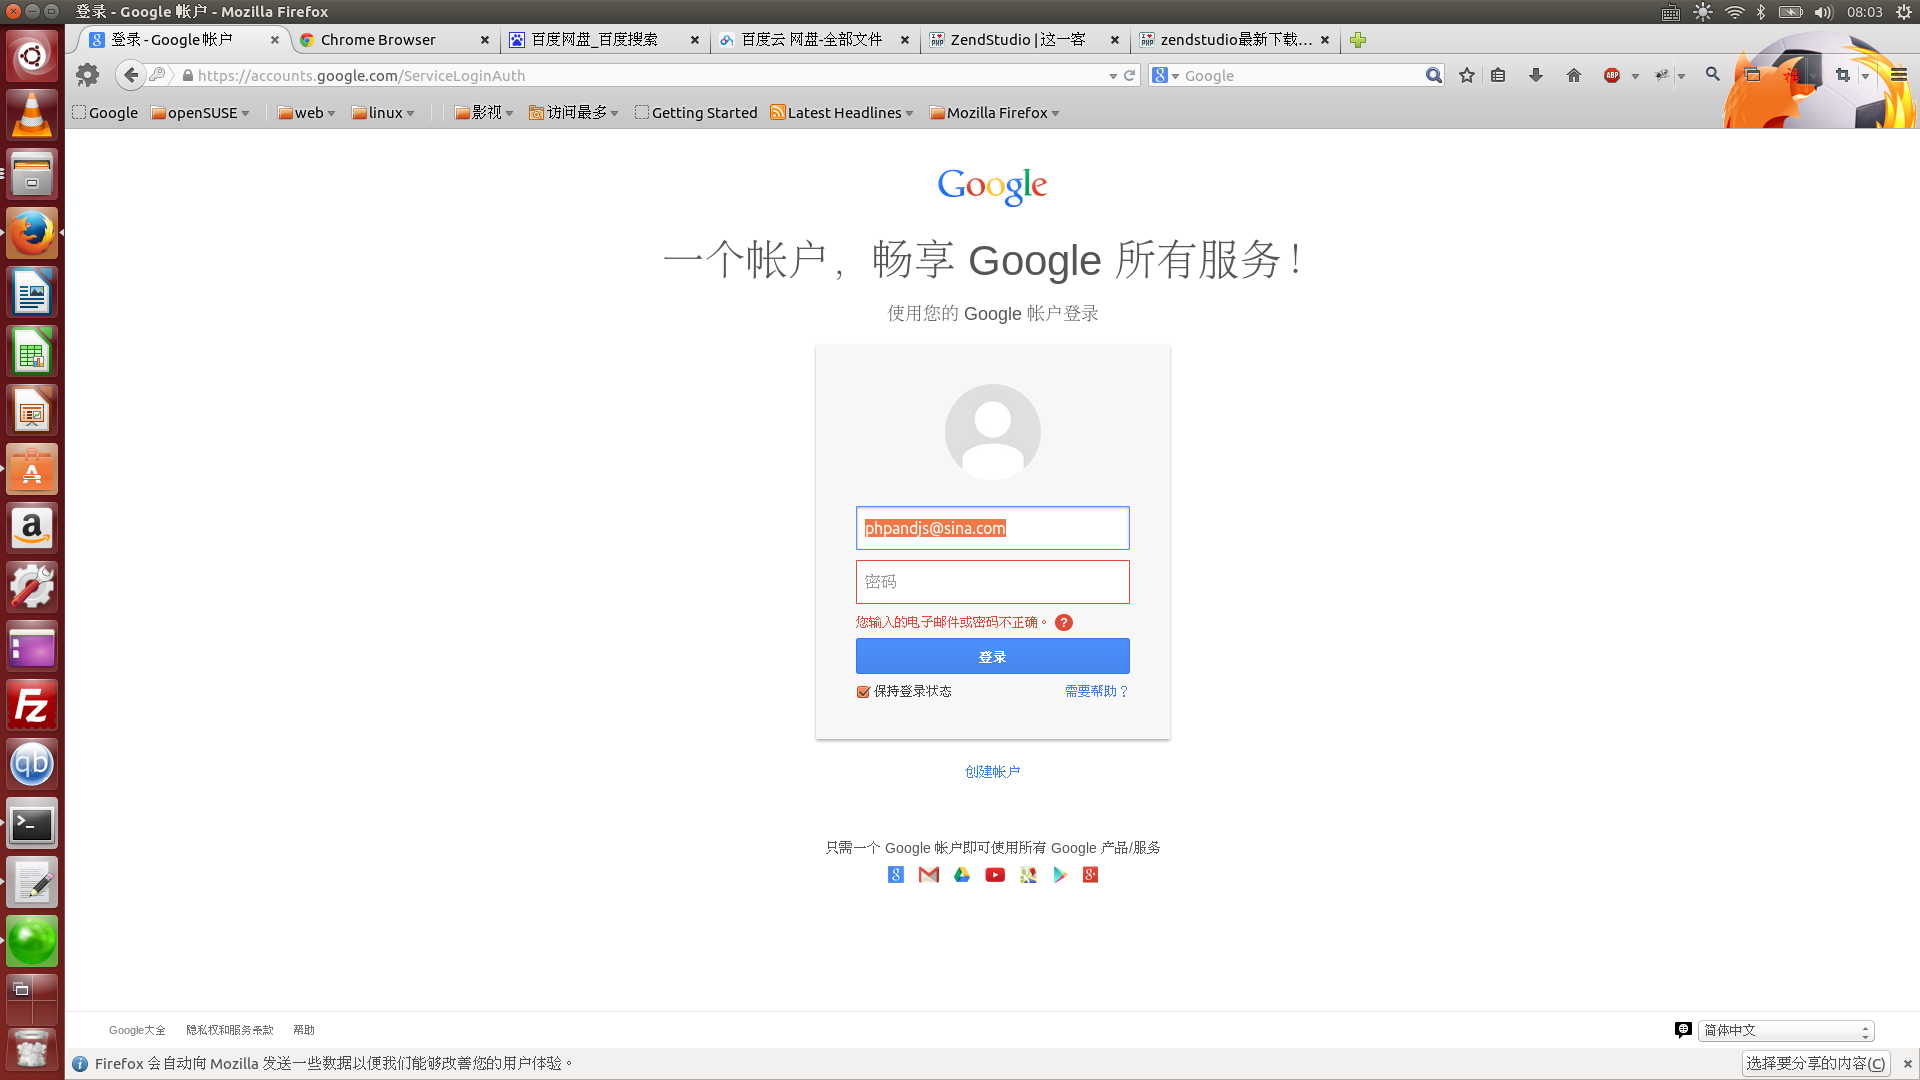 登录 - Google 帐户 - Mozilla Firefox
08:03
登录 - Google 帐户
Chrome Browser
百度网盘_百度搜索
百度云 网盘-全部文件
ZendStudio | 这一客
zendstudio最新下载...
https://accounts.google.com/ServiceLoginAuth
Google
Google
openSUSE
web
linux
影视
访问最多
Getting Started
Latest Headlines
Mozilla Firefox
Google
一个帐户，畅享 Google 所有服务！
使用您的 Google 帐户登录
phpandjs@sina.com
密码
您输入的电子邮件或密码不正确。 ?
登录
保持登录状态
需要帮助？
创建帐户
只需一个 Google 帐户即可使用所有 Google 产品/服务
Google大全
隐私权和服务条款
帮助
简体中文
Firefox 会自动向 Mozilla 发送一些数据以便我们能够改善您的用户体验。
选择要分享的内容(C)